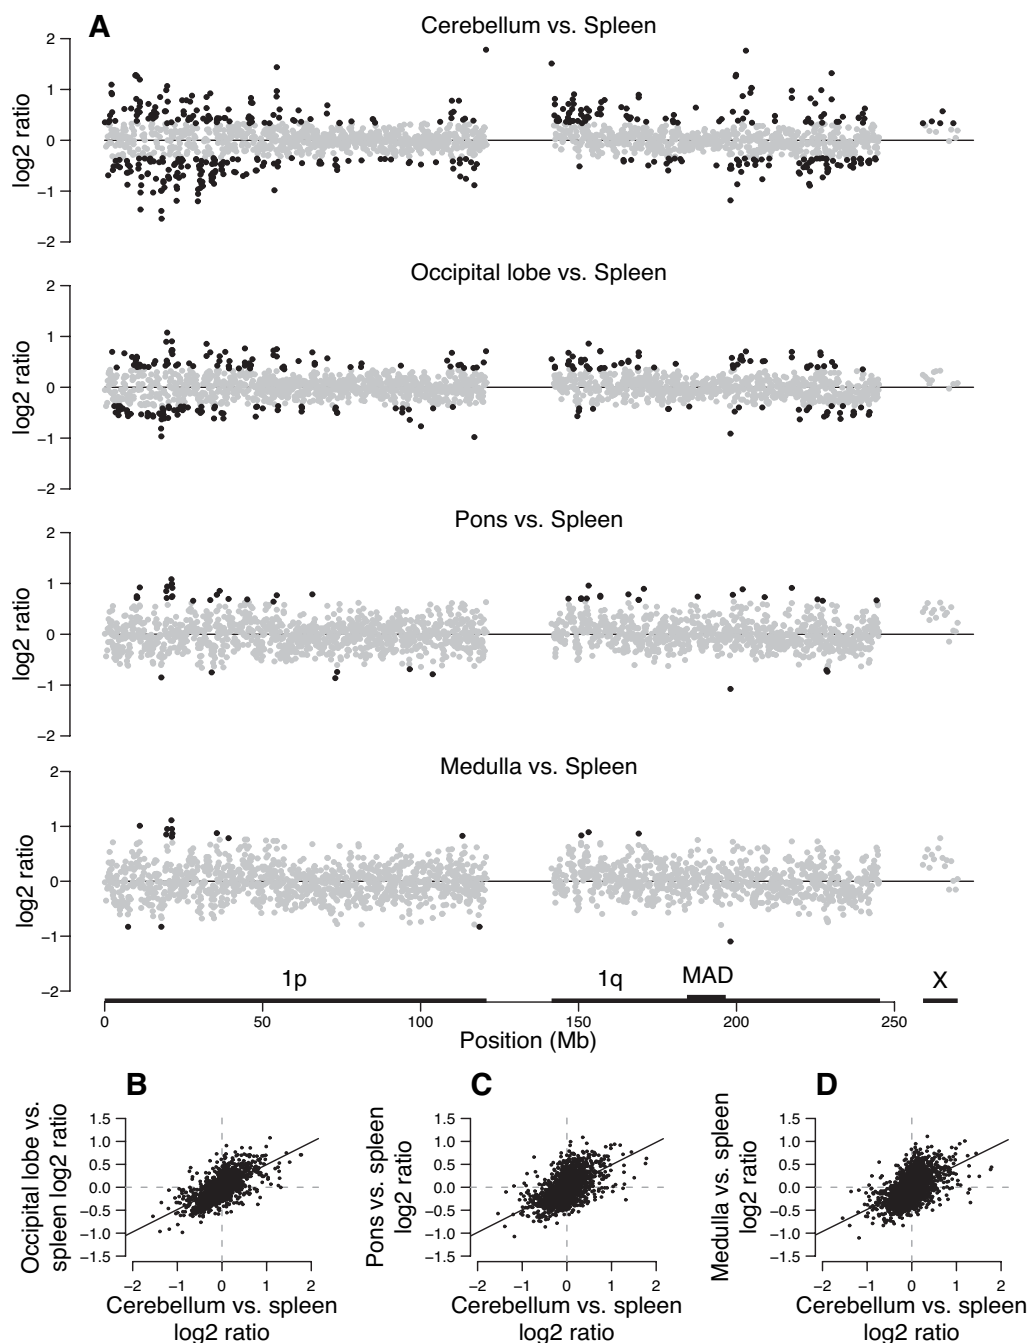 A
Cerebellum vs. Spleen
log2 ratio
2
1
0
−1
−2
Occipital lobe vs. Spleen
log2 ratio
2
1
0
−1
−2
Pons vs. Spleen
log2 ratio
2
1
0
−1
−2
Medulla vs. Spleen
log2 ratio
2
1
0
−1
−2
1p
1q
MAD
X
0 50 100 150 200 250
Position (Mb)
B
Occipital lobe vs.
spleen log2 ratio
1.5
1.0
0.5
0.0
−0.5
−1.0
−1.5
−2 −1 0 1 2
Cerebellum vs. spleen
log2 ratio
C
Pons vs. spleen
log2 ratio
1.5
1.0
0.5
0.0
−0.5
−1.0
−1.5
−2 −1 0 1 2
Cerebellum vs. spleen
log2 ratio
D
Medulla vs. spleen
log2 ratio
1.5
1.0
0.5
0.0
−0.5
−1.0
−1.5
−2 −1 0 1 2
Cerebellum vs. spleen
log2 ratio